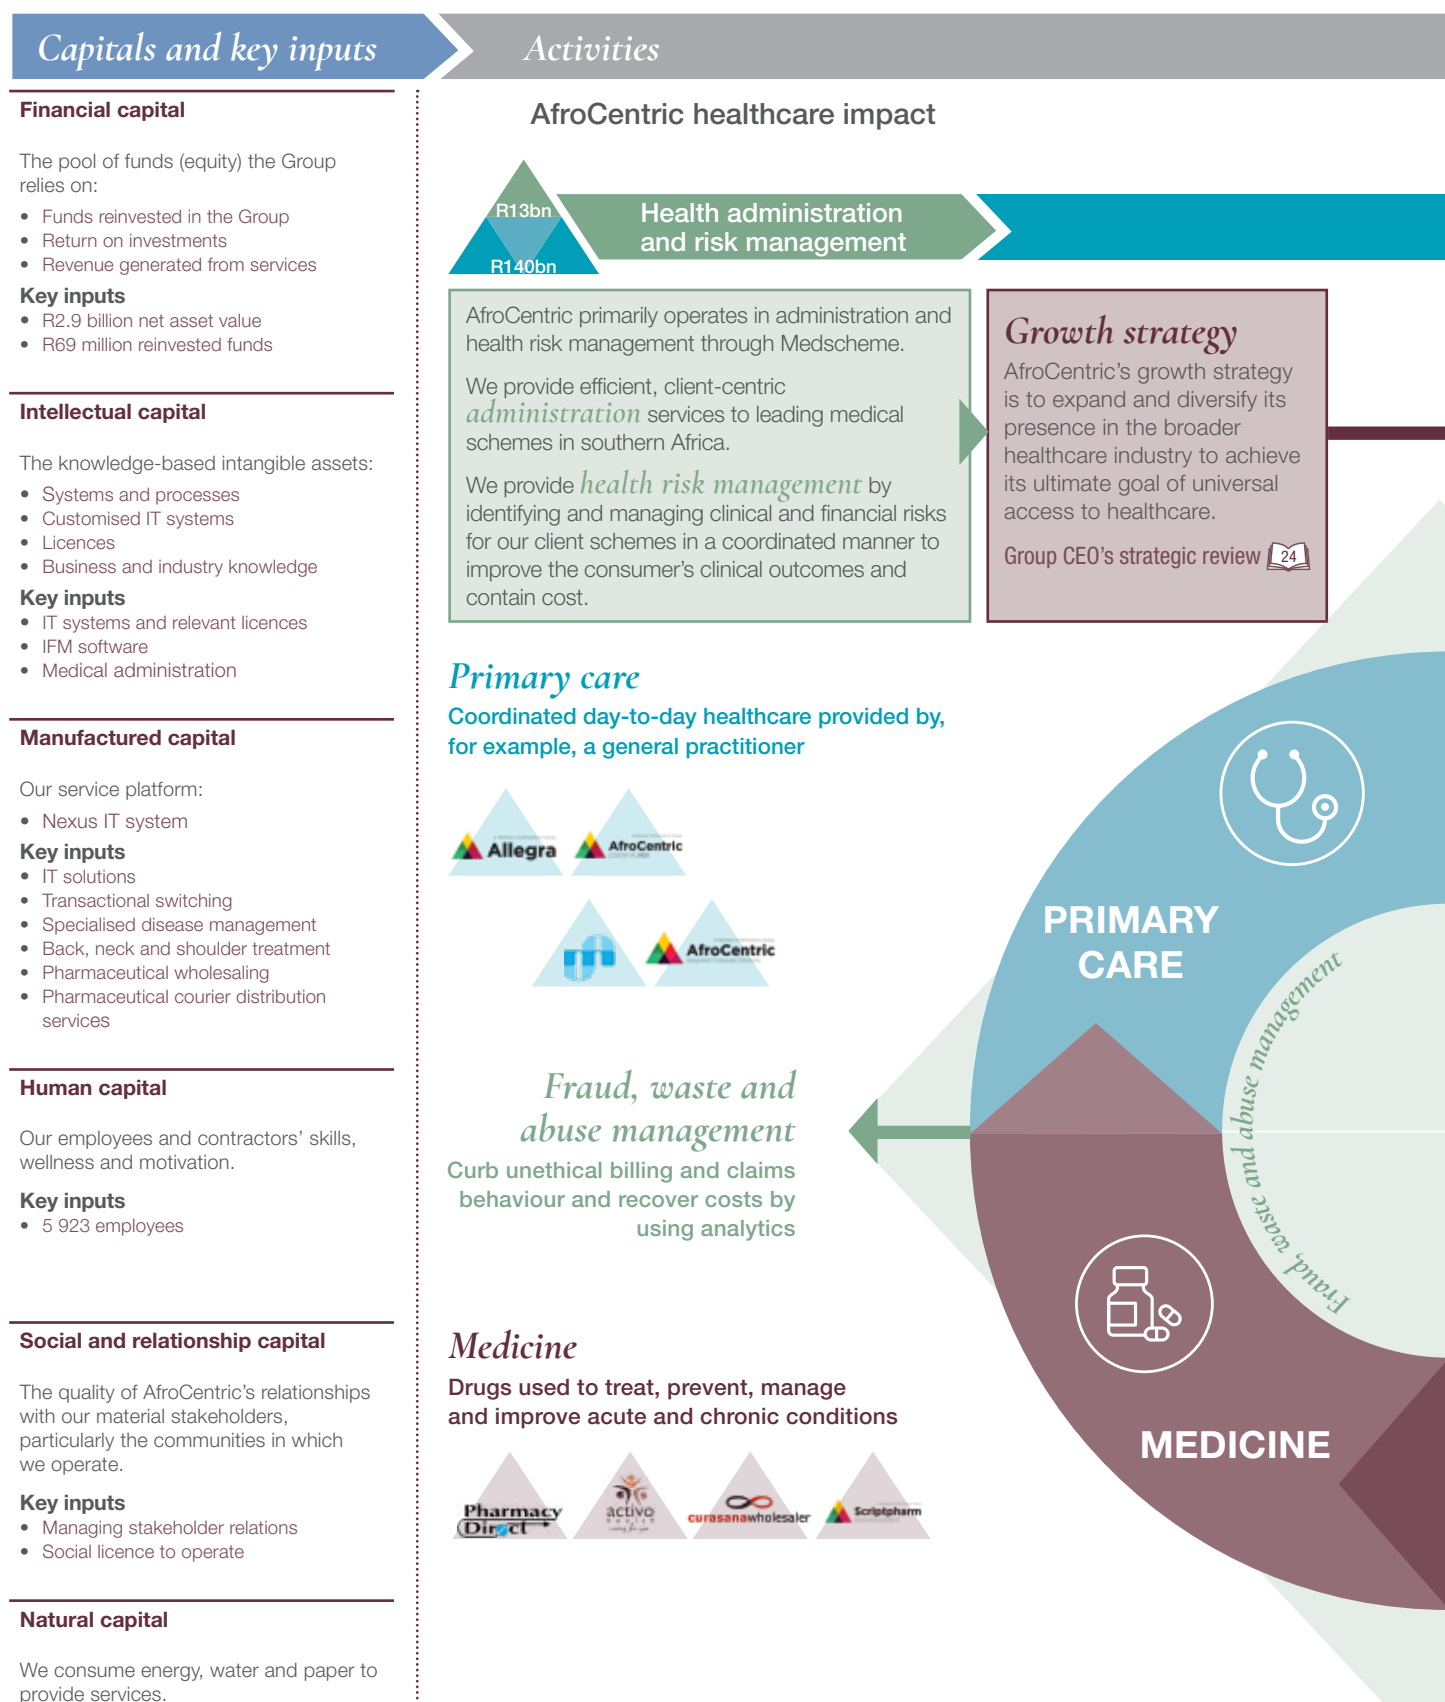 Capitals and key inputs
Financial capital
The pool of funds (equity) the Group
relies on:
• Funds reinvested in the Group
• Return on investments
• Revenue generated from services
Key inputs
• R2.9 billion net asset value
• R69 million reinvested funds
Intellectual capital
The knowledge-based intangible assets:
• Systems and processes
• Customised IT systems
• Licences
• Business and industry knowledge
Key inputs
• IT systems and relevant licences
• IFM software
• Medical administration
Manufactured capital
Our service platform:
• Nexus IT system
Key inputs
• IT solutions
• Transactional switching
• Specialised disease management
• Back, neck and shoulder treatment
• Pharmaceutical wholesaling
• Pharmaceutical courier distribution
services
Human capital
Our employees and contractors' skills,
wellness and motivation.
Key inputs
• 5 923 employees
Social and relationship capital
The quality of AfroCentric's relationships
with our material stakeholders,
particularly the communities in which
we operate.
Key inputs
• Managing stakeholder relations
• Social licence to operate
Natural capital
We consume energy, water and paper to
provide services.
Activities
AfroCentric healthcare impact
R13bn
R140bn
Health administration
and risk management
AfroCentric primarily operates in administration and
health risk management through Medscheme.
We provide efficient, client-centric
administration services to leading medical
schemes in southern Africa.
We provide health risk management by
identifying and managing clinical and financial risks
for our client schemes in a coordinated manner to
improve the consumer's clinical outcomes and
contain cost.
Growth strategy
AfroCentric's growth strategy
is to expand and diversify its
presence in the broader
healthcare industry to achieve
its ultimate goal of universal
access to healthcare.
Group CEO's strategic review 24
Primary care
Coordinated day-to-day healthcare provided by,
for example, a general practitioner
Allegra
AfroCentric
AfroCentric
PRIMARY
CARE
Fraud, waste and
abuse management
Curb unethical billing and claims
behaviour and recover costs by
using analytics
Fraud, waste and abuse management
Medicine
Drugs used to treat, prevent, manage
and improve acute and chronic conditions
Pharmacy
Direct
activo
health
curasanawholesaler
Scriptpharm
MEDICINE